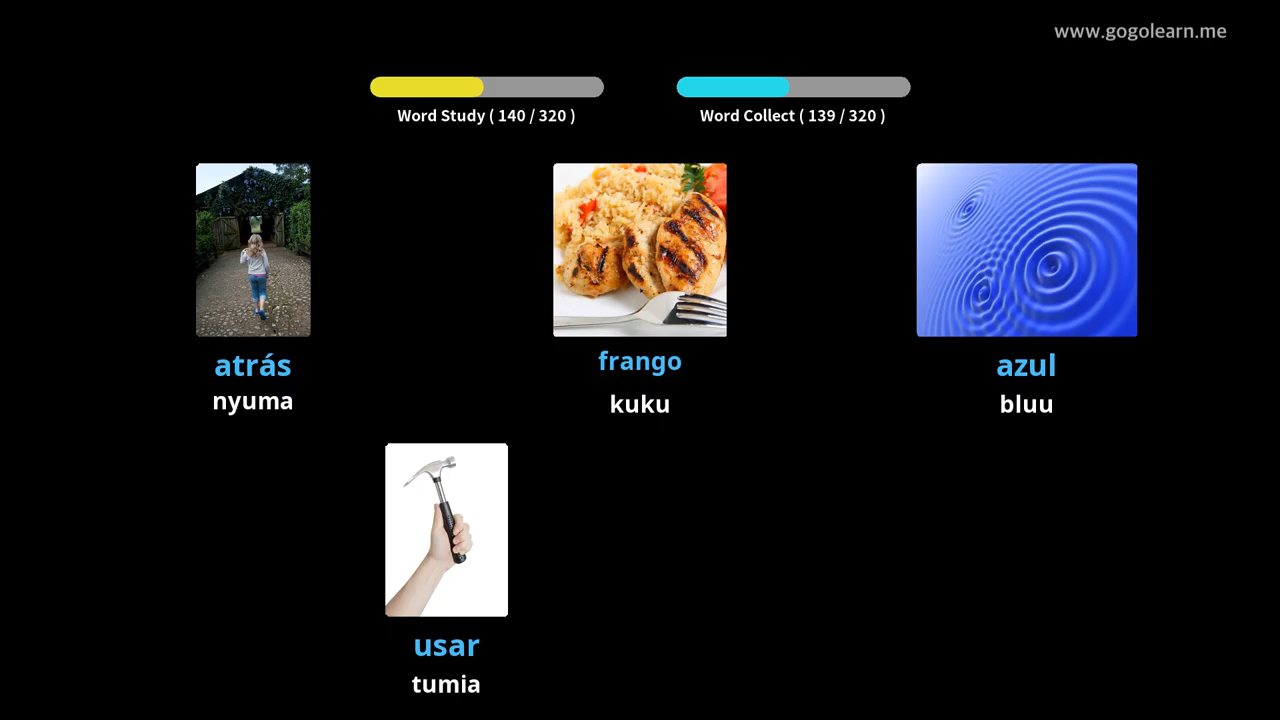 www.gogolearn.me
Word Study ( 140 / 320 )
Word Collect ( 139 / 320 )
atrás
nyuma
frango
kuku
azul
bluu
usar
tumia